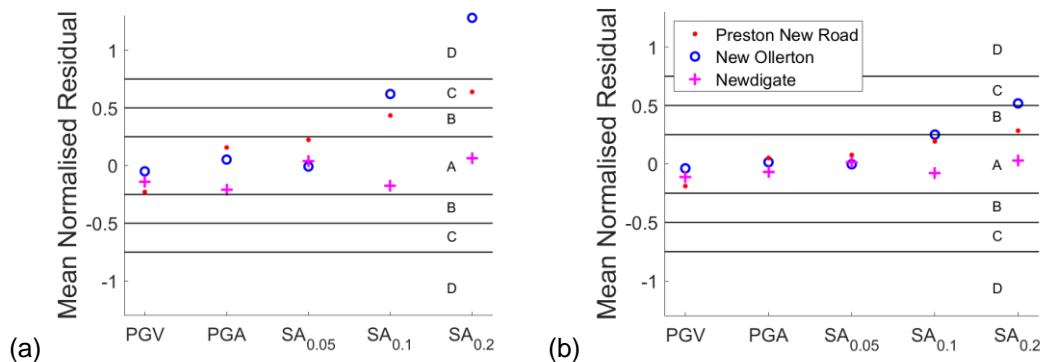 Mean Normalised Residual
1
0.5
0
-0.5
-1
D
C
B
A
B
C
D
PGV PGA SA0.05 SA0.1 SA0.2
(a)
Mean Normalised Residual
1
0.5
0
-0.5
-1
Preston New Road
New Ollerton
Newdigate
D
C
B
A
B
C
D
PGV PGA SA0.05 SA0.1 SA0.2
(b)